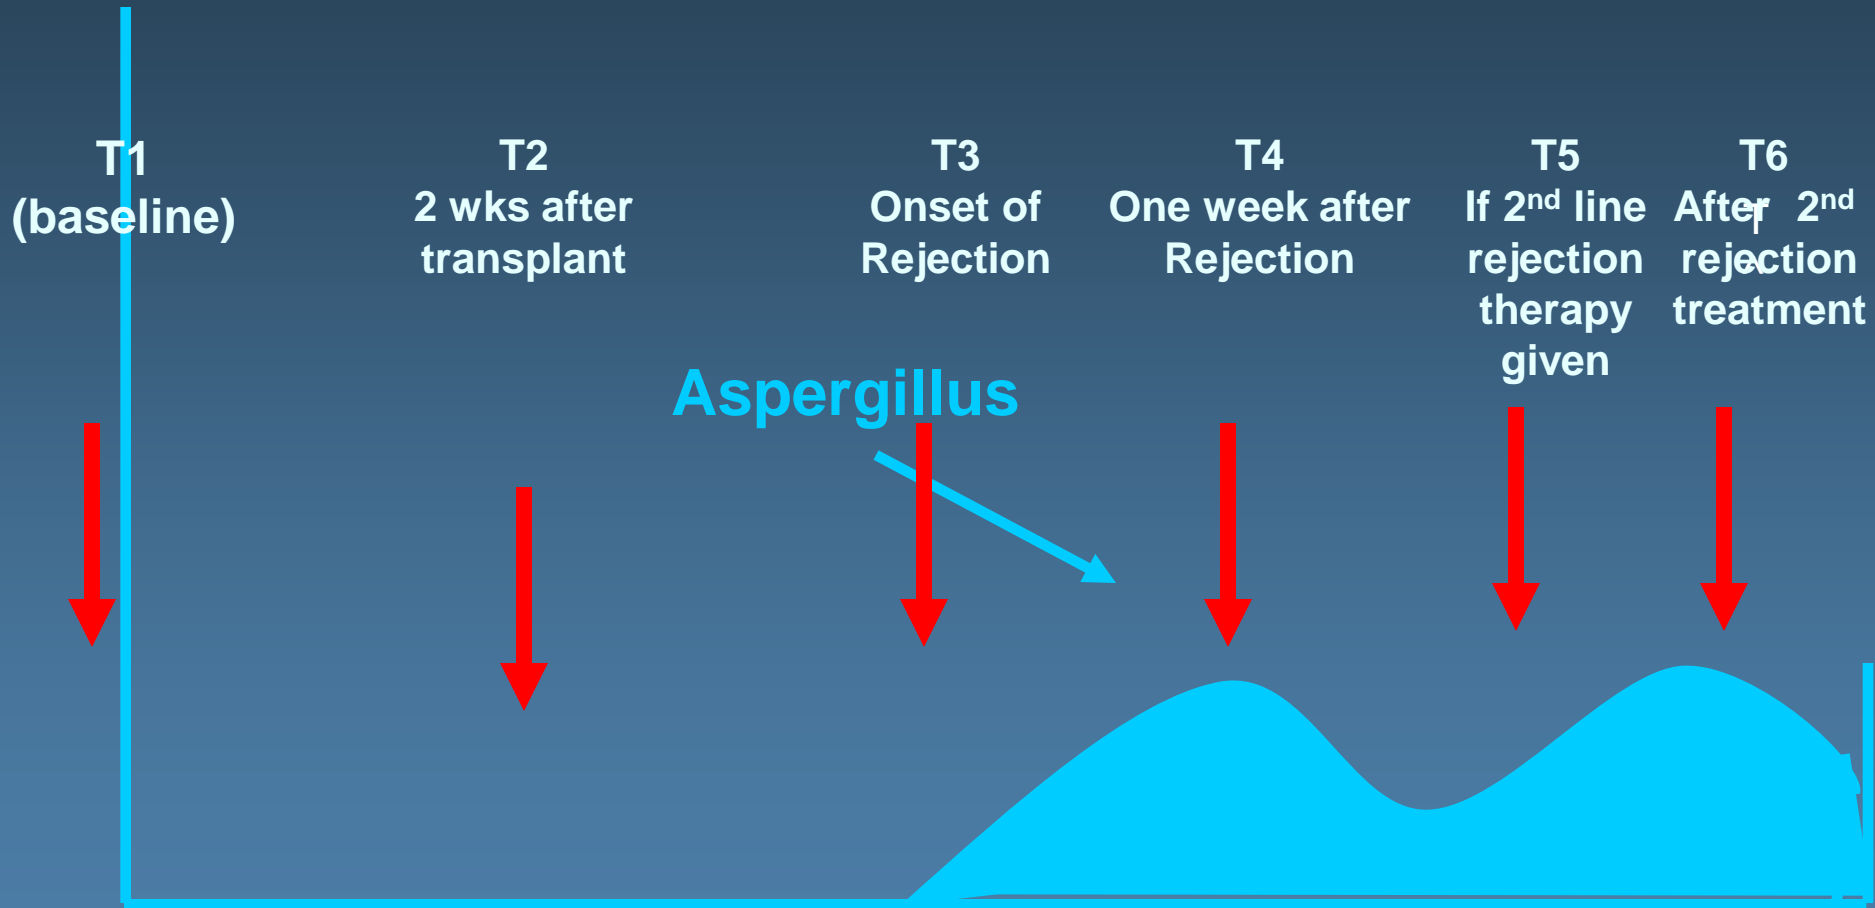 T1
(baseline)
T2
2 wks after
transplant
T3
Onset of
Rejection
T4
One week after
Rejection
T5
If 2nd line
rejection
therapy
given
T6
After 2nd
rejection
treatment
T
Aspergillus